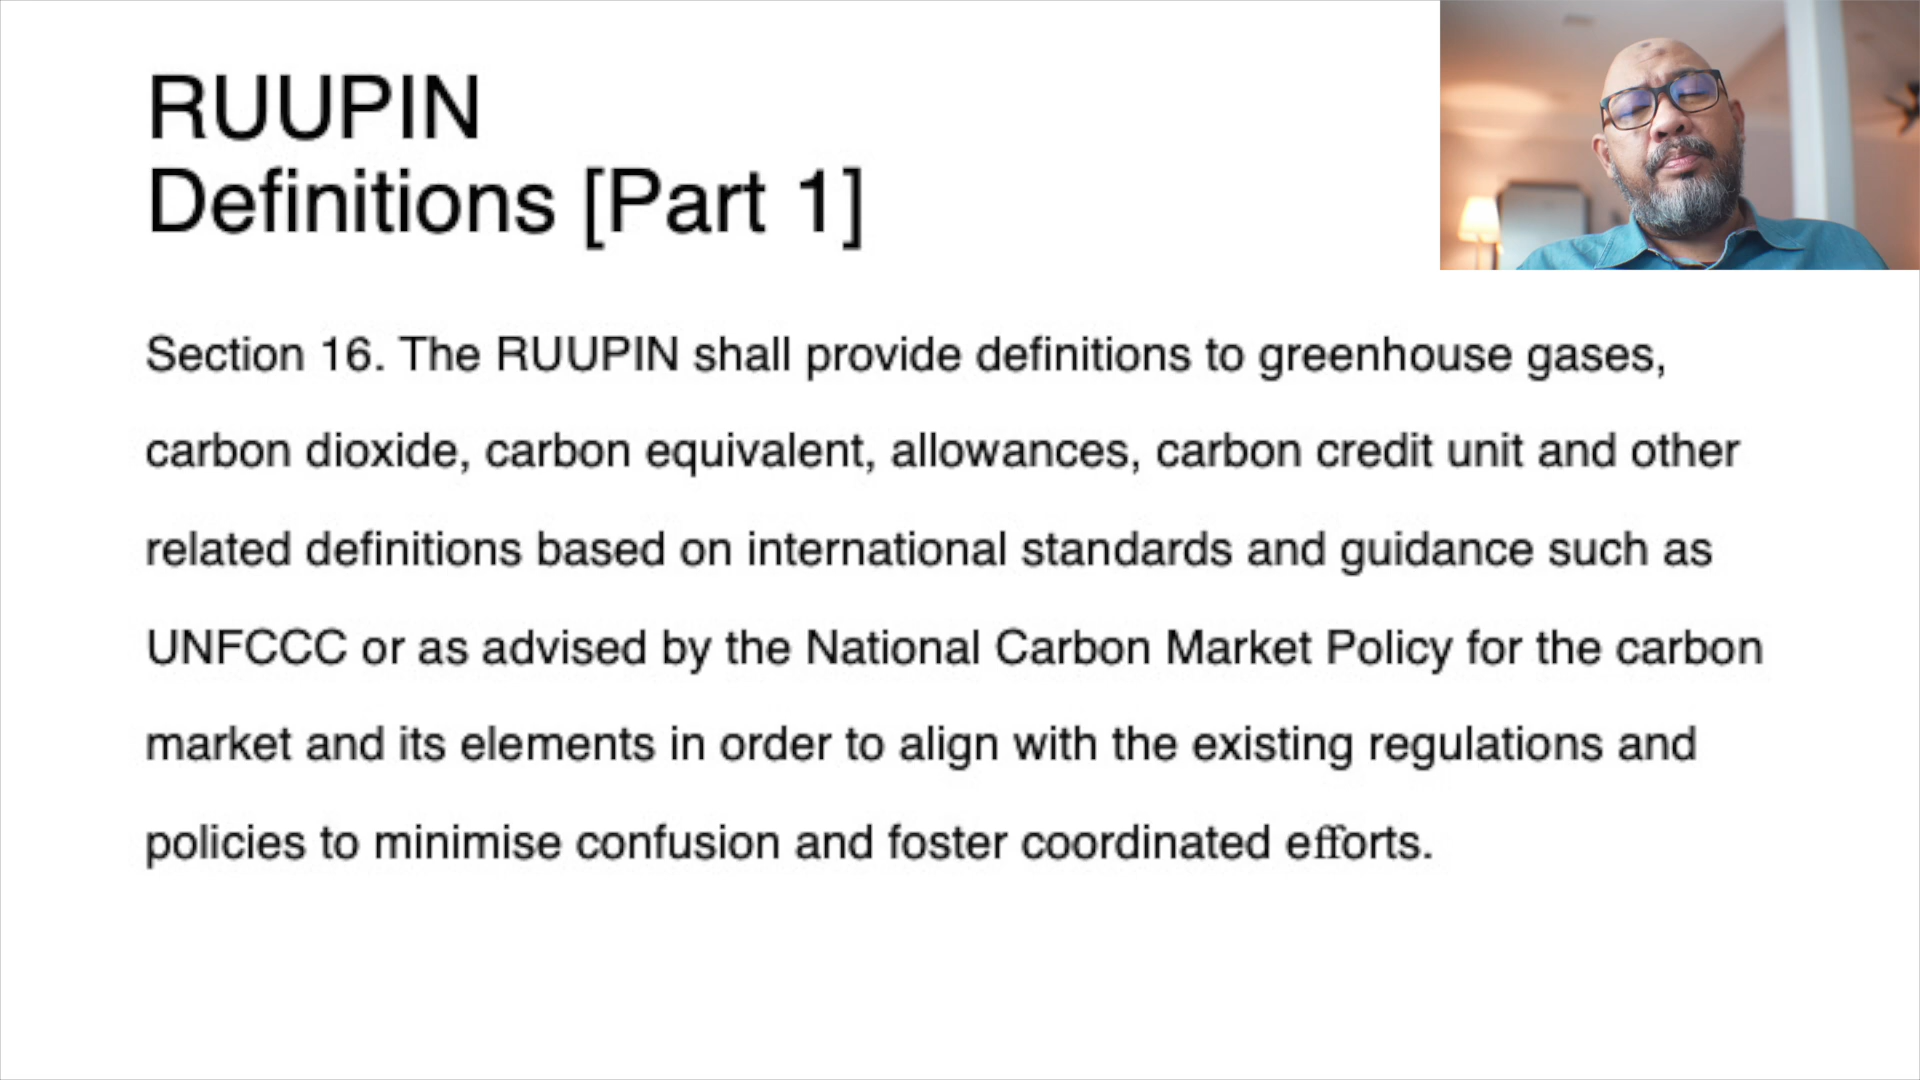 RUUPIN
Definitions [Part 1]
Section 16. The RUUPIN shall provide definitions to greenhouse gases,
carbon dioxide, carbon equivalent, allowances, carbon credit unit and other
related definitions based on international standards and guidance such as
UNFCCC or as advised by the National Carbon Market Policy for the carbon
market and its elements in order to align with the existing regulations and
policies to minimise confusion and foster coordinated efforts.